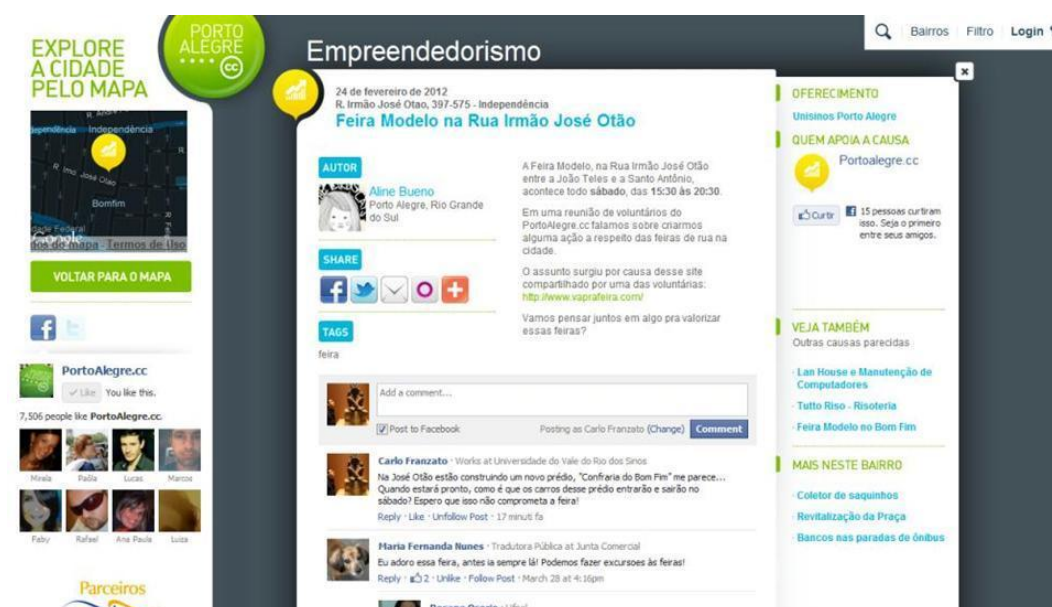 EXPLORE
A CIDADE
PELO MAPA
PORTO
ALEGRE
cc
Empreendedorismo
Bairros
Filtro
Login
Independência
R. Imo. José Otao
Bomfim
Google
Termos de Uso
VOLTAR PARA O MAPA
PortoAlegre.cc
Like You like this.
7,506 people like PortoAlegre.cc.
Mirela Paôla Lucas Marcos
Faby Rafael Ana Paula Luiza
Parceiros
24 de fevereiro de 2012
R. Irmão José Otao, 397-575 - Independência
Feira Modelo na Rua Irmão José Otão
AUTOR
Aline Bueno
Porto Alegre, Rio Grande
do Sul
SHARE
TAGS
feira
A Feira Modelo, na Rua Irmão José Otão
entre a João Teles e a Santo Antônio,
acontece todo sábado, das 15:30 às 20:30.
Em uma reunião de voluntários do
PortoAlegre.cc falamos sobre criarmos
alguma ação a respeito das feiras de rua na
cidade.
O assunto surgiu por causa desse site
compartilhado por uma das voluntárias:
http://www.vaprafeira.com/
Vamos pensar juntos em algo pra valorizar
essas feiras?
Add a comment...
Post to Facebook
Posting as Carlo Franzato (Change) Comment
Carlo Franzato · Works at Universidade do Vale do Rio dos Sinos
Na José Otão estão construindo um novo prédio, "Confraria do Bom Fim" me parece...
Quando estará pronto, como é que os carros desse prédio entrarão e sairão no
sábado? Espero que isso não comprometa a feira!
Reply · Like · Unfollow Post · 17 minuti fa
Maria Fernanda Nunes · Tradutora Pública at Junta Comercial
Eu adoro essa feira, antes ia sempre lá! Podemos fazer excursoes às feiras!
Reply · 2 · Unlike · Follow Post · March 28 at 4:16pm
OFERECIMENTO
Unisinos Porto Alegre
QUEM APOIA A CAUSA
Portoalegre.cc
Curtir
15 pessoas curtiram
isso. Seja o primeiro
entre seus amigos.
VEJA TAMBÉM
Outras causas parecidas
· Lan House e Manutenção de
Computadores
· Tutto Riso - Risoteria
· Feira Modelo no Bom Fim
MAIS NESTE BAIRRO
· Coletor de saquinhos
· Revitalização da Praça
· Bancos nas paradas de ônibus